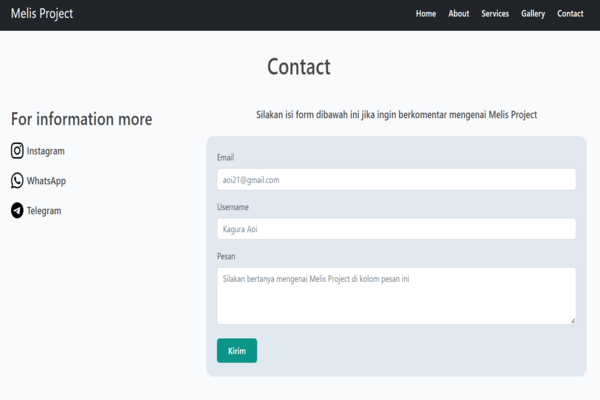 Melis Project
Home About Services Gallery Contact
Contact
For information more
Instagram
WhatsApp
Telegram
Silakan isi form dibawah ini jika ingin berkomentar mengenai Melis Project
Email
aoi21@gmail.com
Username
Kagura Aoi
Pesan
Silakan bertanya mengenai Melis Project di kolom pesan ini
Kirim